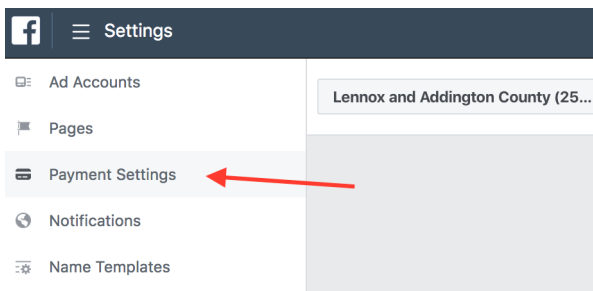 f
Settings
Ad Accounts
Lennox and Addington County (25...
Pages
Payment Settings
Notifications
Name Templates